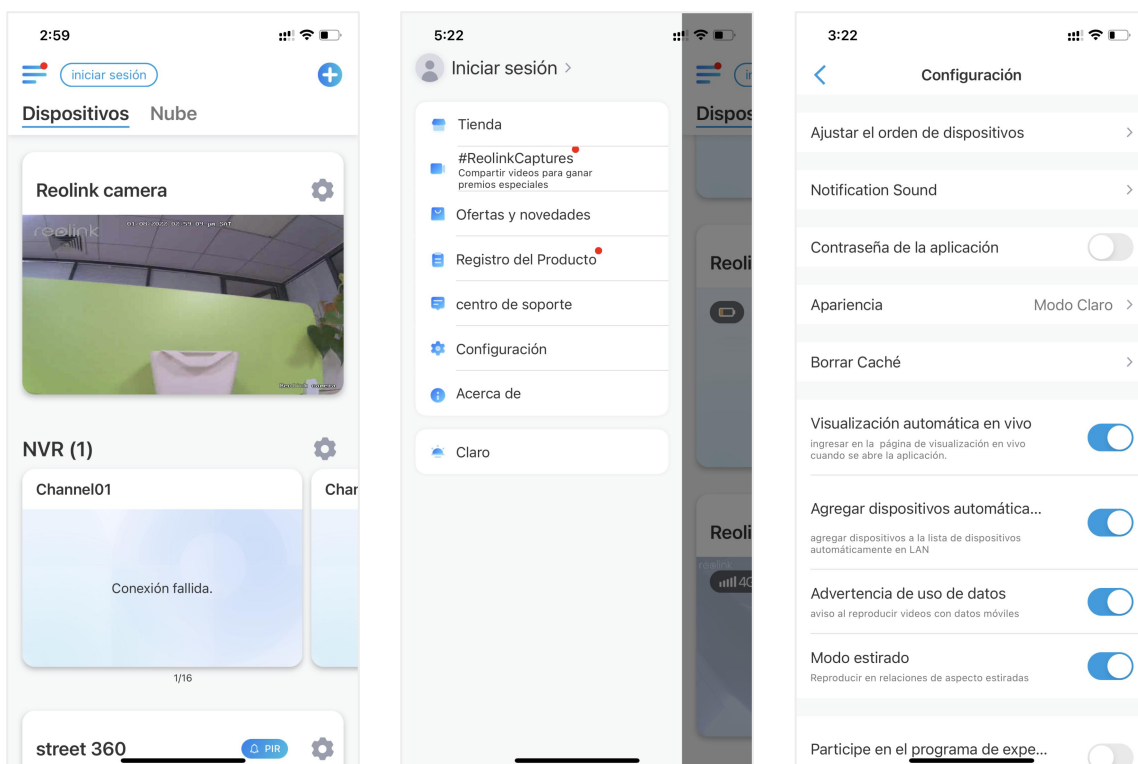 2:59
iniciar sesión
Dispositivos Nube
Reolink camera
reolink
NVR (1)
Channel01
Char
Conexión fallida.
1/16
street 360
PIR
5:22
Iniciar sesión >
Tienda
#ReolinkCaptures
Compartir videos para ganar
premios especiales
Ofertas y novedades
Registro del Producto
centro de soporte
Configuración
Acerca de
Claro
Dispos
Reoli
Reoli
4G
3:22
Configuración
Ajustar el orden de dispositivos
Notification Sound
Contraseña de la aplicación
Apariencia Modo Claro
Borrar Caché
Visualización automática en vivo
ingresar en la página de visualización en vivo
cuando se abre la aplicación.
Agregar dispositivos automática...
agregar dispositivos a la lista de dispositivos
automáticamente en LAN
Advertencia de uso de datos
aviso al reproducir videos con datos móviles
Modo estirado
Reproducir en relaciones de aspecto estiradas
Participe en el programa de expe...